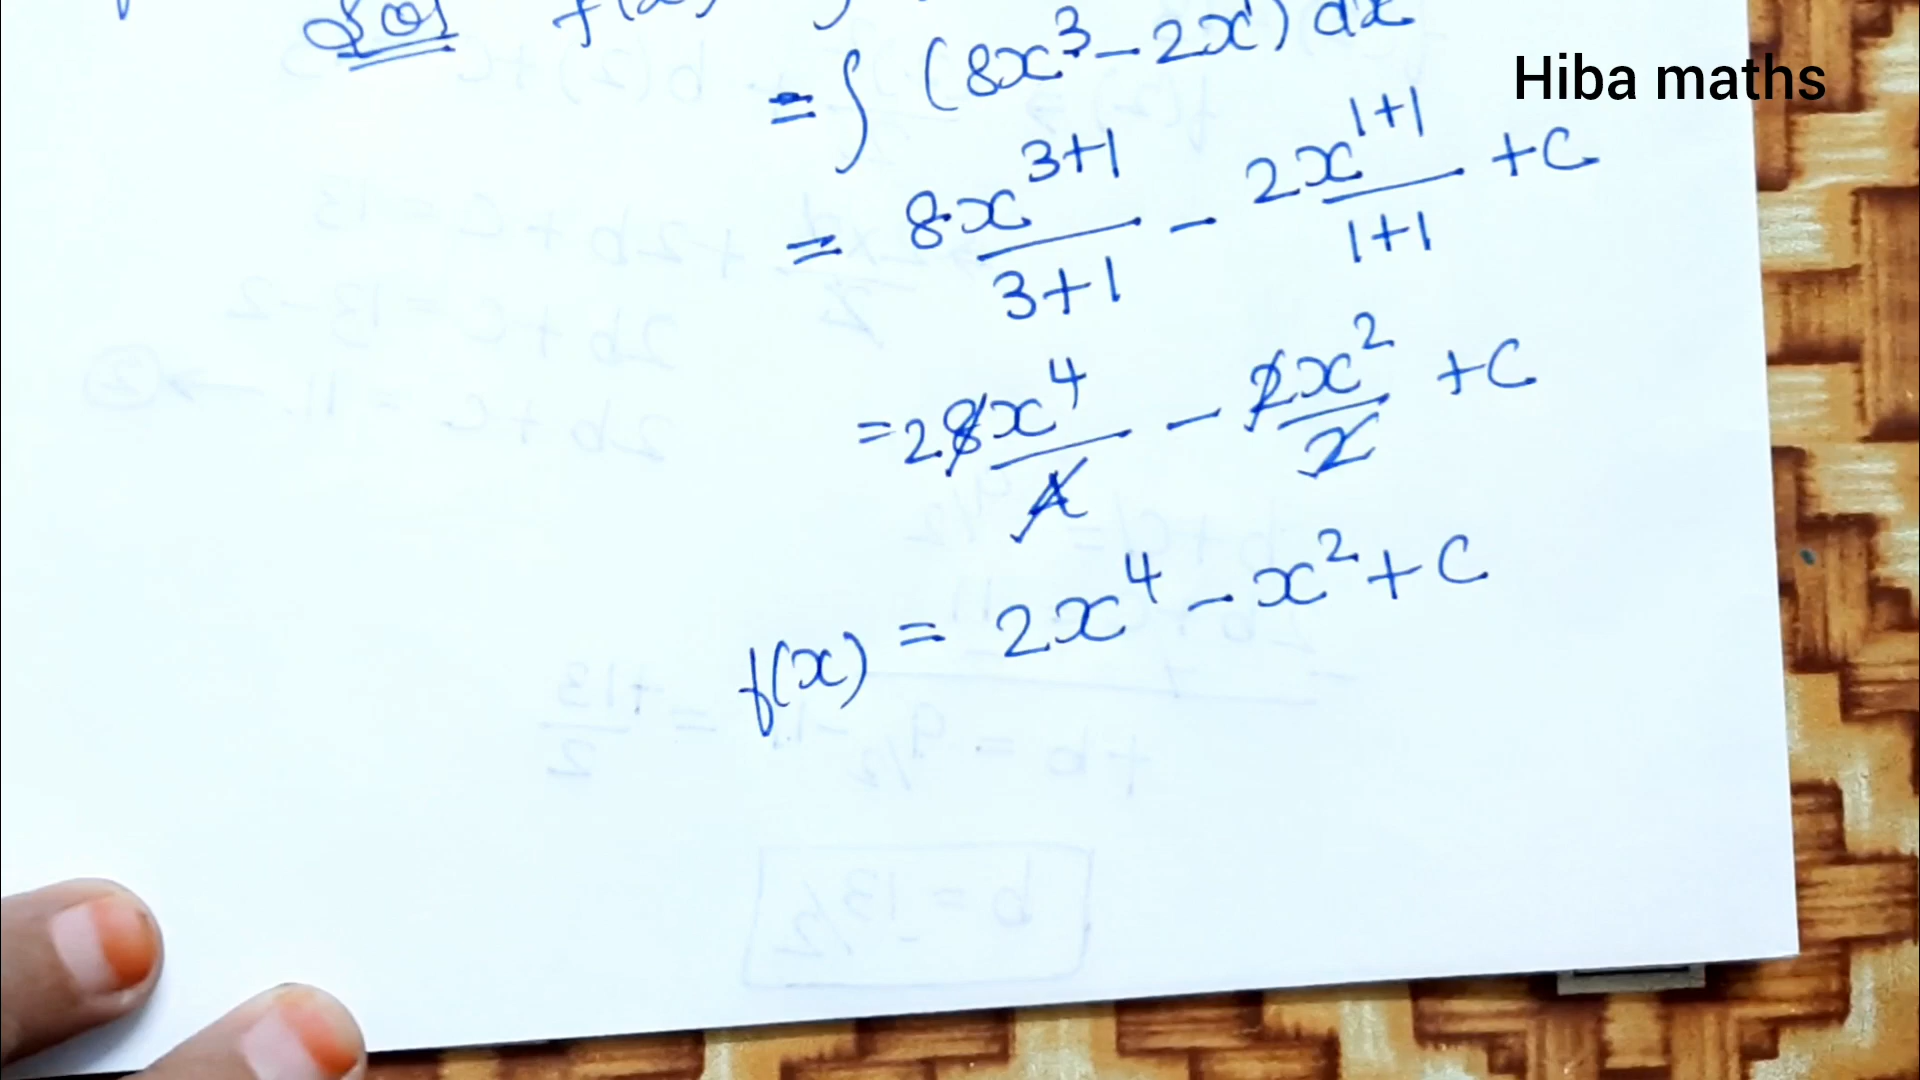 Sol f(x)
= ∫ (8x³ - 2x) dx
Hiba maths
= 8x^{3+1}/3+1 - 2x^{1+1}/1+1 + c
= 2 8x⁴/4 - 2x²/2 + c
f(x) = 2x⁴ - x² + c